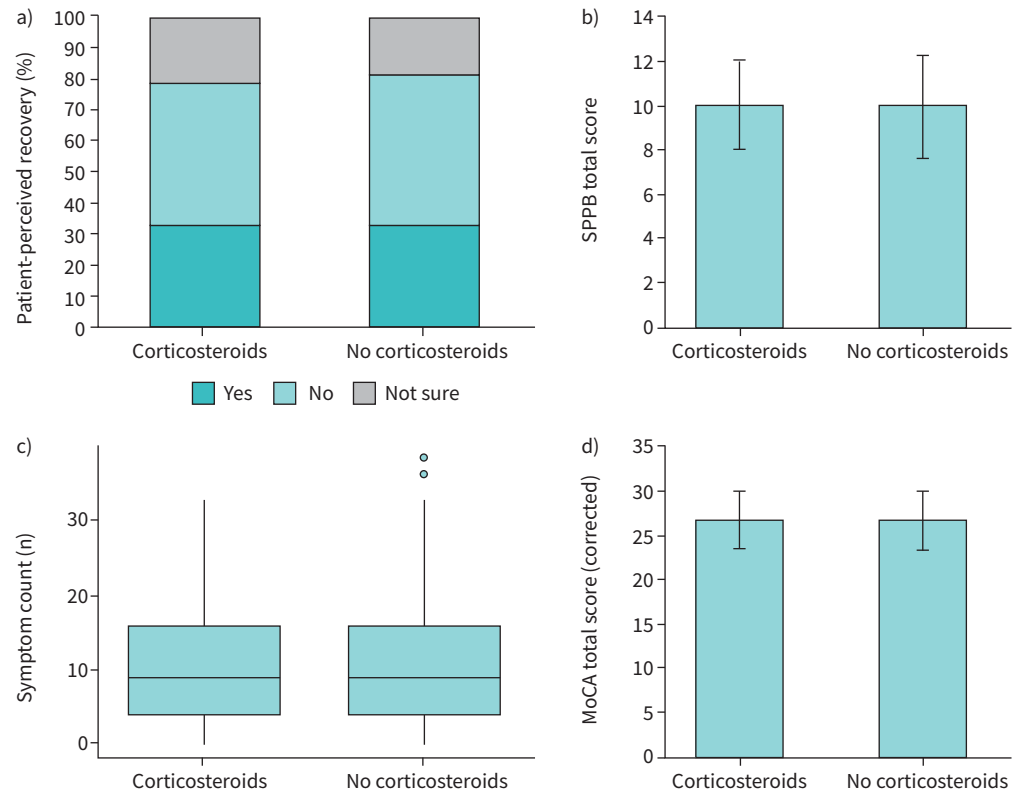 a)
Patient-perceived recovery (%)
100
90
80
70
60
50
40
30
20
10
0
Corticosteroids
No corticosteroids
Yes
No
Not sure
b)
SPPB total score
14
12
10
8
6
4
2
0
Corticosteroids
No corticosteroids
c)
Symptom count (n)
30
20
10
0
Corticosteroids
No corticosteroids
d)
MoCA total score (corrected)
35
30
25
20
15
10
5
0
Corticosteroids
No corticosteroids